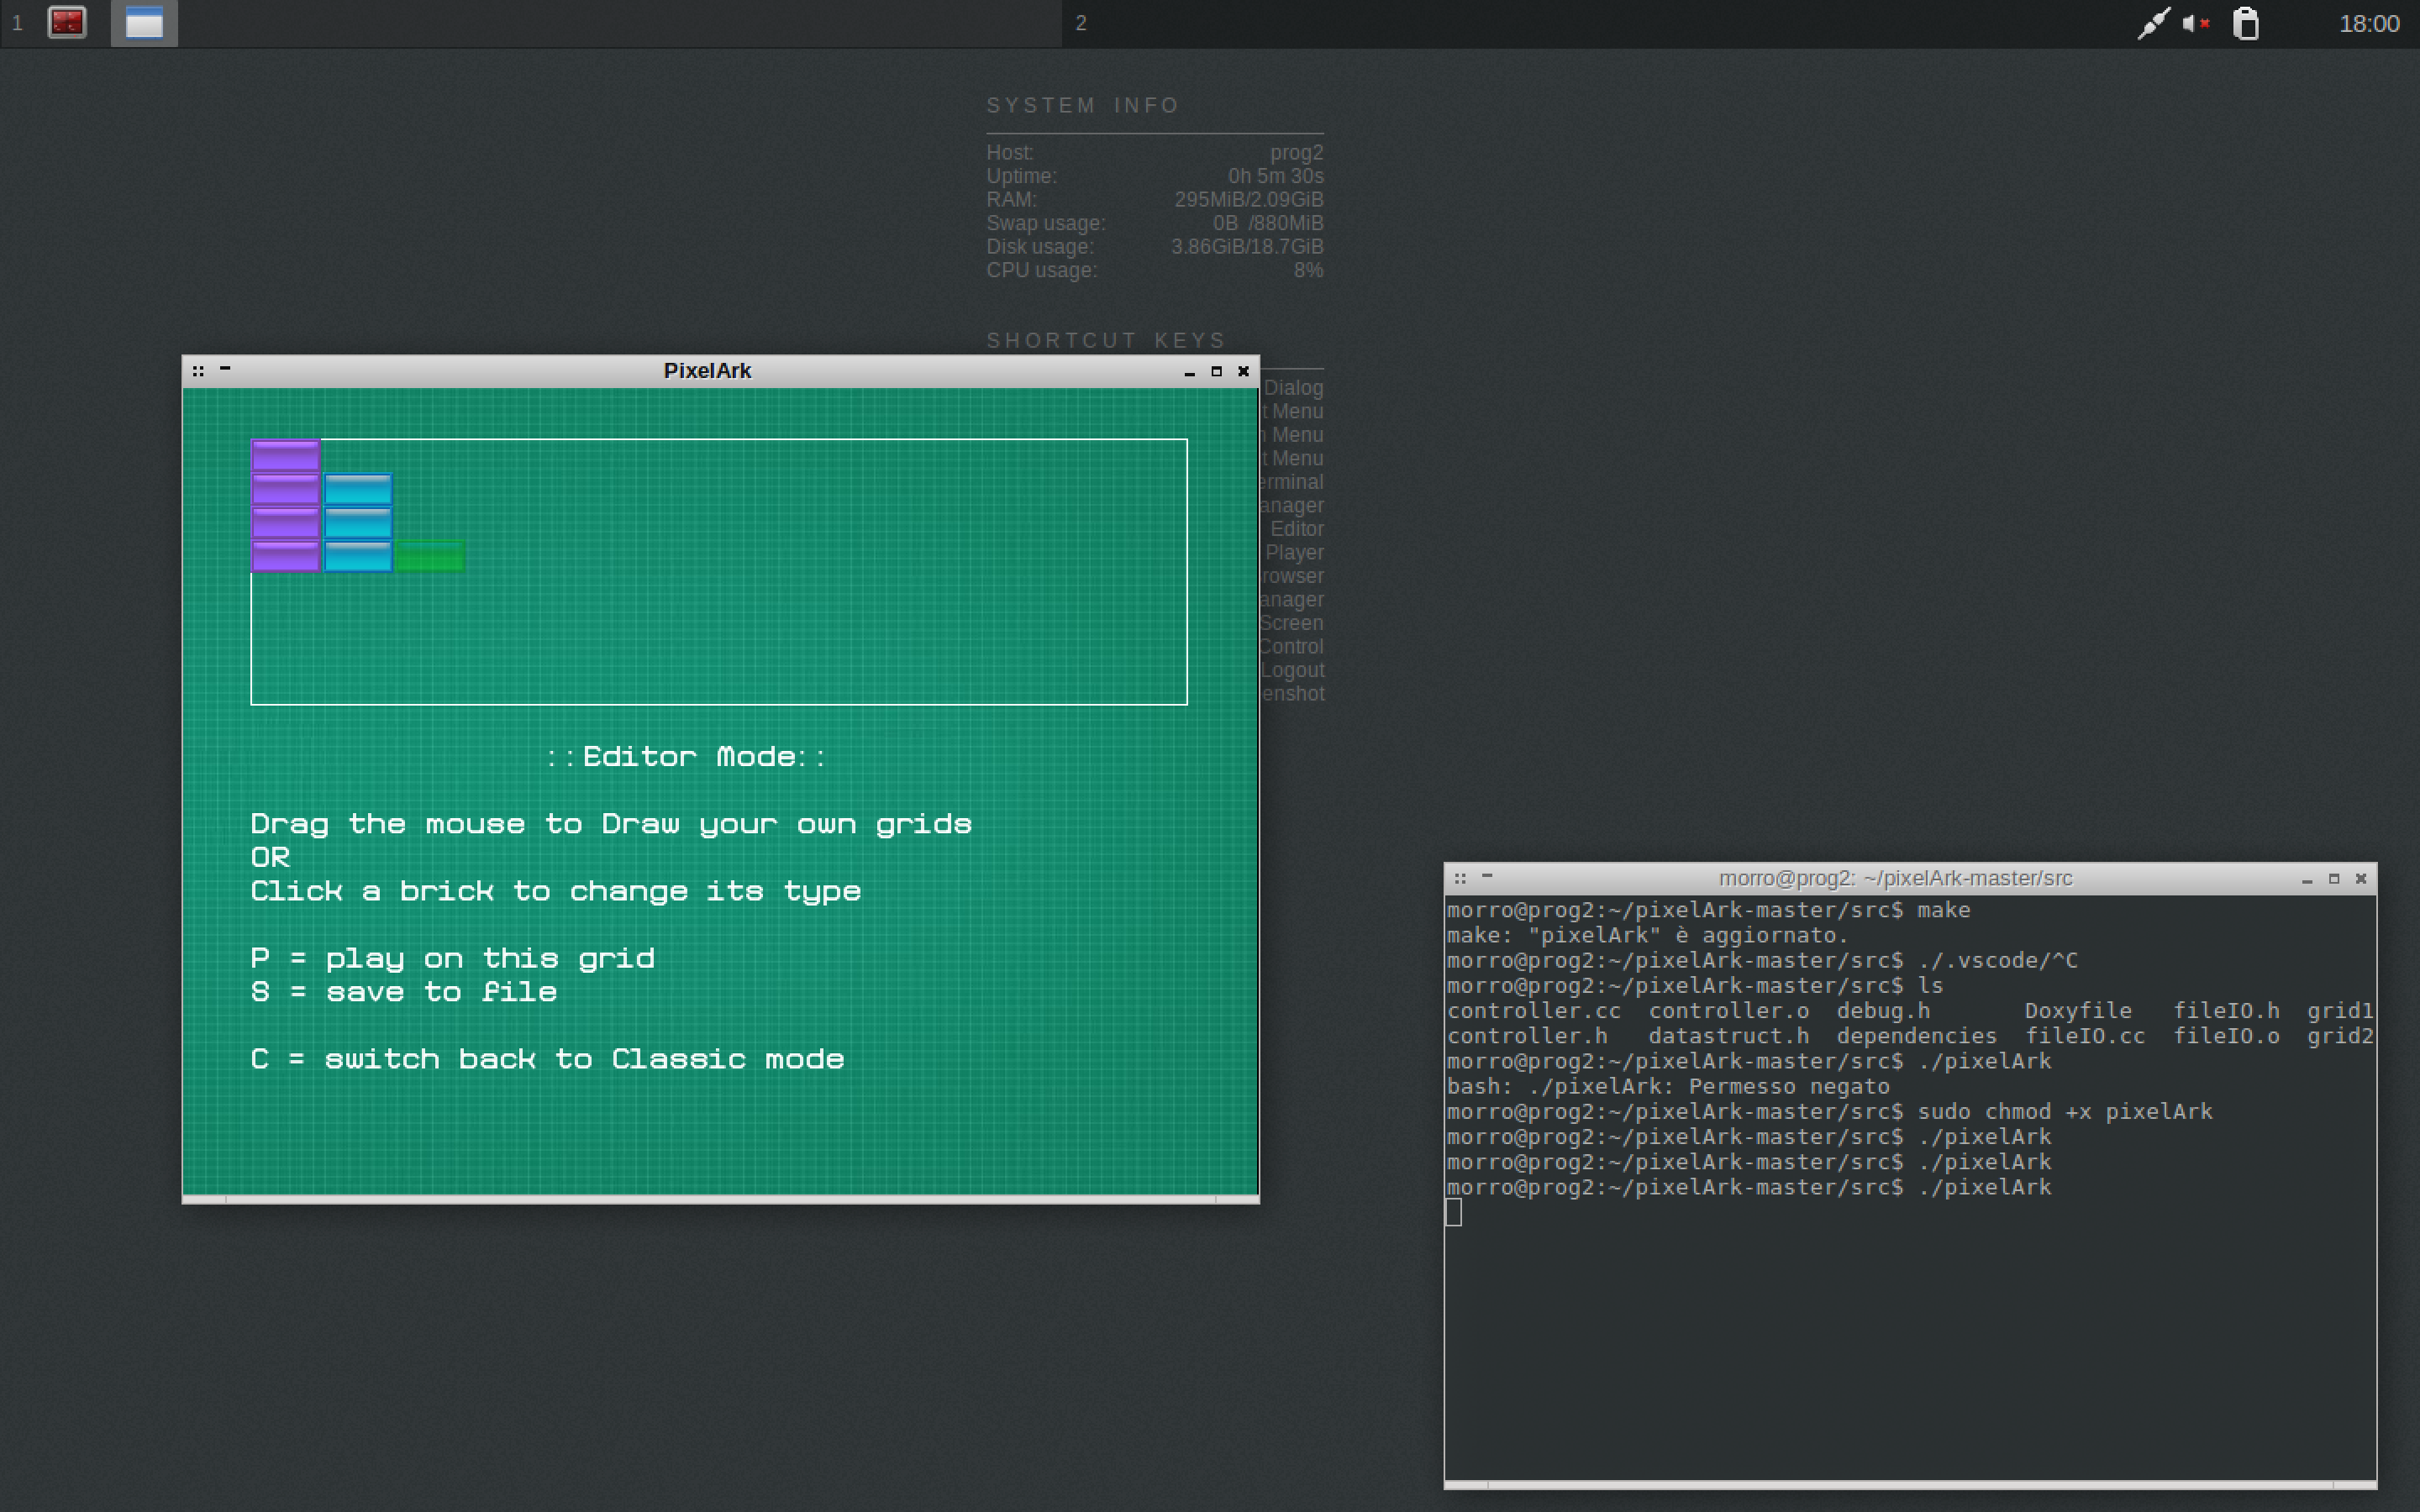 1
2
18:00
SYSTEM INFO
Host: prog2
Uptime: 0h 5m 30s
RAM: 295MiB/2.09GiB
Swap usage: 0B /880MiB
Disk usage: 3.86GiB/18.7GiB
CPU usage: 8%
SHORTCUT KEYS
Dialog
Menu
Menu
Menu
Editor
Player
Screen
Control
Logout
PixelArk
::Editor Mode::
Drag the mouse to Draw your own grids
OR
Click a brick to change its type
P = play on this grid
S = save to file
C = switch back to Classic mode
morro@prog2: ~/pixelArk-master/src
morro@prog2:~/pixelArk-master/src$ make
make: "pixelArk" è aggiornato.
morro@prog2:~/pixelArk-master/src$ ./.vscode/^C
morro@prog2:~/pixelArk-master/src$ ls
controller.cc controller.o debug.h Doxyfile fileIO.h grid1
controller.h datastruct.h dependencies fileIO.cc fileIO.o grid2
morro@prog2:~/pixelArk-master/src$ ./pixelArk
bash: ./pixelArk: Permesso negato
morro@prog2:~/pixelArk-master/src$ sudo chmod +x pixelArk
morro@prog2:~/pixelArk-master/src$ ./pixelArk
morro@prog2:~/pixelArk-master/src$ ./pixelArk
morro@prog2:~/pixelArk-master/src$ ./pixelArk